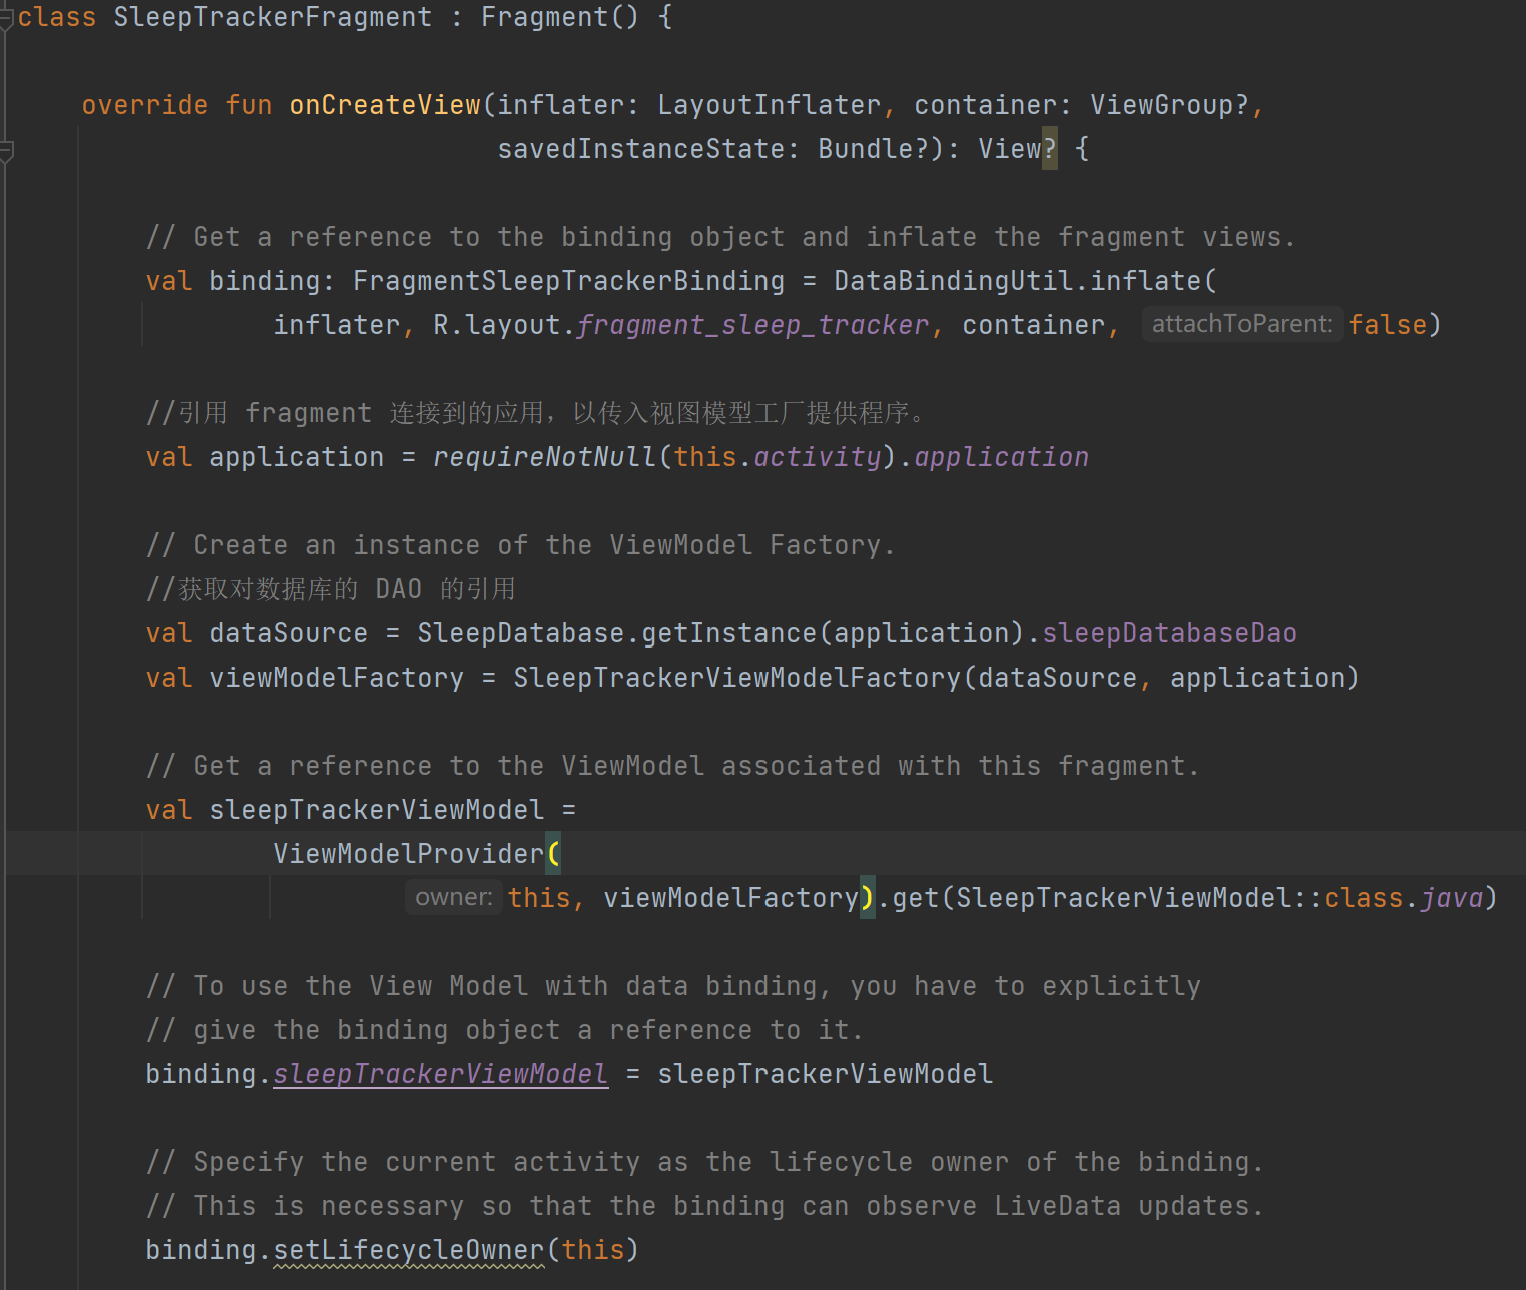 class SleepTrackerFragment : Fragment() {
override fun onCreateView(inflater: LayoutInflater, container: ViewGroup?,
savedInstanceState: Bundle?): View? {
// Get a reference to the binding object and inflate the fragment views.
val binding: FragmentSleepTrackerBinding = DataBindingUtil.inflate(
inflater, R.layout.fragment_sleep_tracker, container, attachToParent: false)
//引用 fragment 连接到的应用，以传入视图模型工厂提供程序。
val application = requireNotNull(this.activity).application
// Create an instance of the ViewModel Factory.
//获取对数据库的 DAO 的引用
val dataSource = SleepDatabase.getInstance(application).sleepDatabaseDao
val viewModelFactory = SleepTrackerViewModelFactory(dataSource, application)
// Get a reference to the ViewModel associated with this fragment.
val sleepTrackerViewModel =
ViewModelProvider(
owner: this, viewModelFactory).get(SleepTrackerViewModel::class.java)
// To use the View Model with data binding, you have to explicitly
// give the binding object a reference to it.
binding.sleepTrackerViewModel = sleepTrackerViewModel
// Specify the current activity as the lifecycle owner of the binding.
// This is necessary so that the binding can observe LiveData updates.
binding.setLifecycleOwner(this)